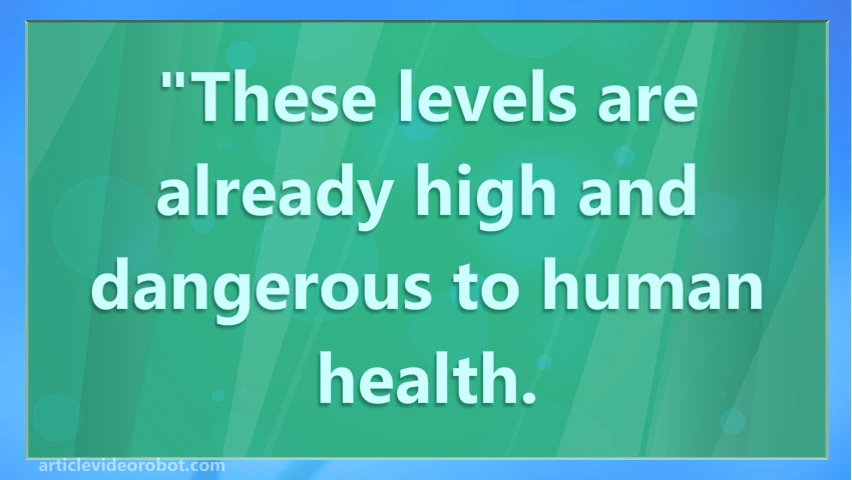 "These levels are
already high and
dangerous to human
health.
articlevideorobot.com